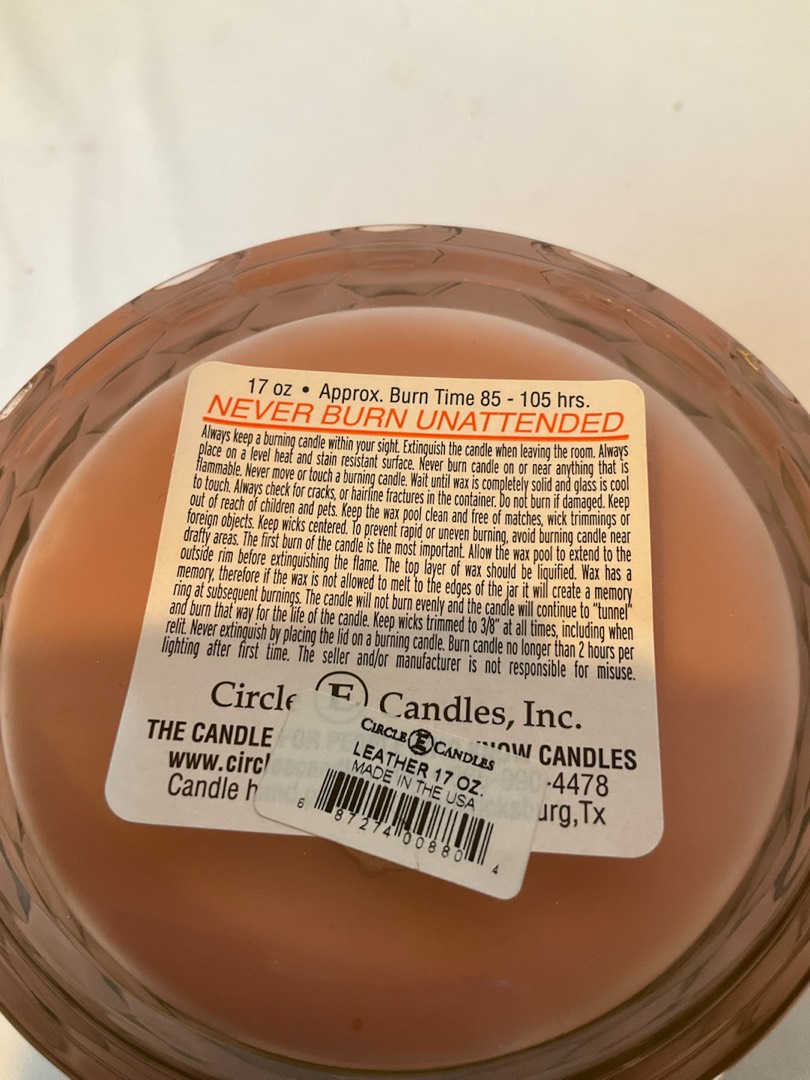 17 oz • Approx. Burn Time 85 - 105 hrs.
NEVER BURN UNATTENDED
Always keep a burning candle within your sight. Extinguish the candle when leaving the room. Always
place on a level heat and stain resistant surface. Never burn candle on or near anything that is
flammable. Never move or touch a burning candle. Wait until wax is completely solid and glass is cool
to touch. Always check for cracks, or hairline fractures in the container. Do not burn if damaged. Keep
out of reach of children and pets. Keep the wax pool clean and free of matches, wick trimmings or
foreign objects. Keep wicks centered. To prevent rapid or uneven burning, avoid burning candle near
drafty areas. The first burn of the candle is the most important. Allow the wax pool to extend to the
outside rim before extinguishing the flame. The top layer of wax should be liquified. Wax has a
memory, therefore if the wax is not allowed to melt to the edges of the jar it will create a memory
ring at subsequent burnings. The candle will not burn evenly and the candle will continue to "tunnel"
and burn that way for the life of the candle. Keep wicks trimmed to 3/8" at all times, including when
relit. Never extinguish by placing the lid on a burning candle. Burn candle no longer than 2 hours per
lighting after first time. The seller and/or manufacturer is not responsible for misuse.
Circle E Candles, Inc.
THE CANDLE FOR PE NOW CANDLES
www.circl -4478
Candle h urg,Tx
CIRCLE E CANDLES
LEATHER 17 OZ.
MADE IN THE USA
6 87274 00880 4